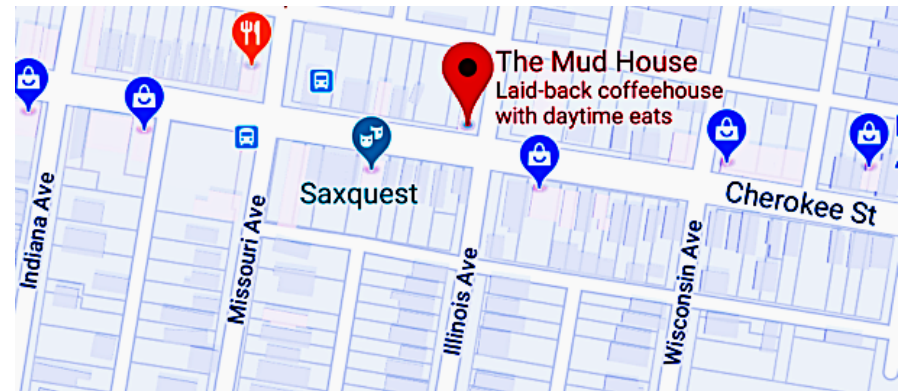 The Mud House
Laid-back coffeehouse
with daytime eats
Saxquest
Cherokee St
Indiana Ave
Missouri Ave
Illinois Ave
Wisconsin Ave